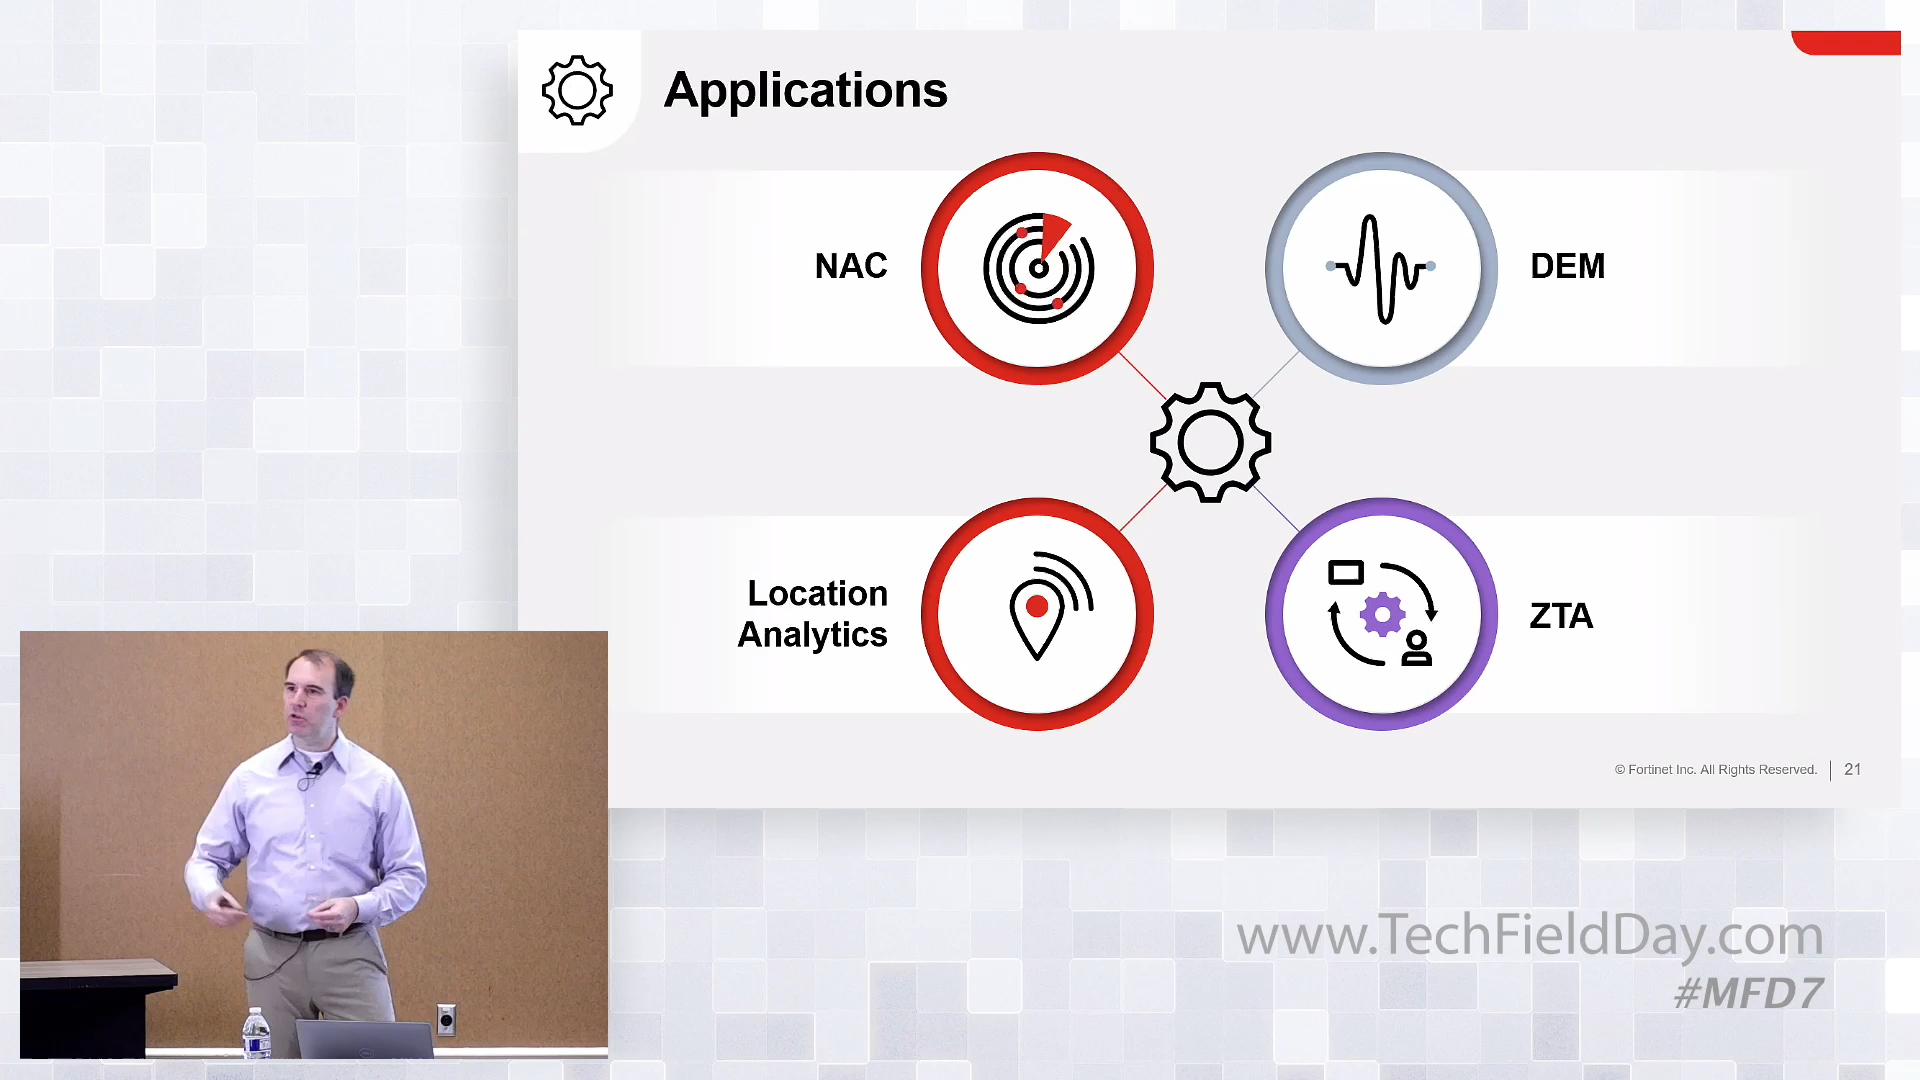 Applications
NAC
DEM
Location
Analytics
ZTA
© Fortinet Inc. All Rights Reserved.
21
www.TechFieldDay.com
#MFD7